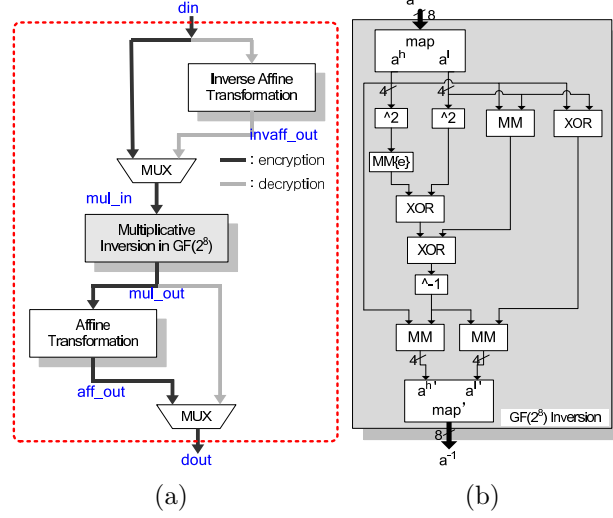 din
Inverse Affine
Transformation
invaff_out
MUX
: encryption
: decryption
mul_in
Multiplicative
Inversion in GF(2⁸)
mul_out
Affine
Transformation
aff_out
MUX
dout
(a)
a
8
map
aʰ aˡ
4 4
^2 ^2 MM XOR
MM{e}
XOR
XOR
^-1
MM MM
4 4
aʰ' aˡ'
map'
GF(2⁸) Inversion
8
a⁻¹
(b)